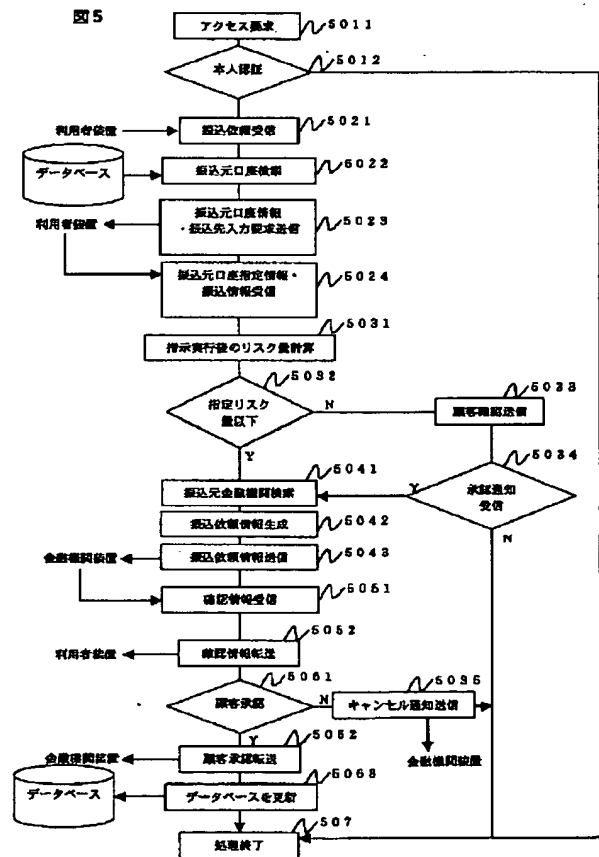 図5
アクセス要求
5011
本人認証
5012
利用者装置
振込依頼受信
5021
データベース
振込元口座検索
5022
利用者装置
振込元口座情報
・振込先入力要求送信
5023
振込元口座指定情報・
振込情報受信
5024
指示実行後のリスク量計算
5031
指定リスク
量以下
5032
N
Y
顧客確認送信
5033
承認通知
受信
5034
Y
N
振込元金融機関検索
5041
振込依頼情報生成
5042
金融機関装置
振込依頼情報送信
5043
確認情報受信
5051
利用者装置
確認情報転送
5052
顧客承認
5061
N
Y
キャンセル通知送信
5035
金融機関装置
金融機関装置
顧客承認転送
5062
データベース
データベースを更新
5063
処理終了
507